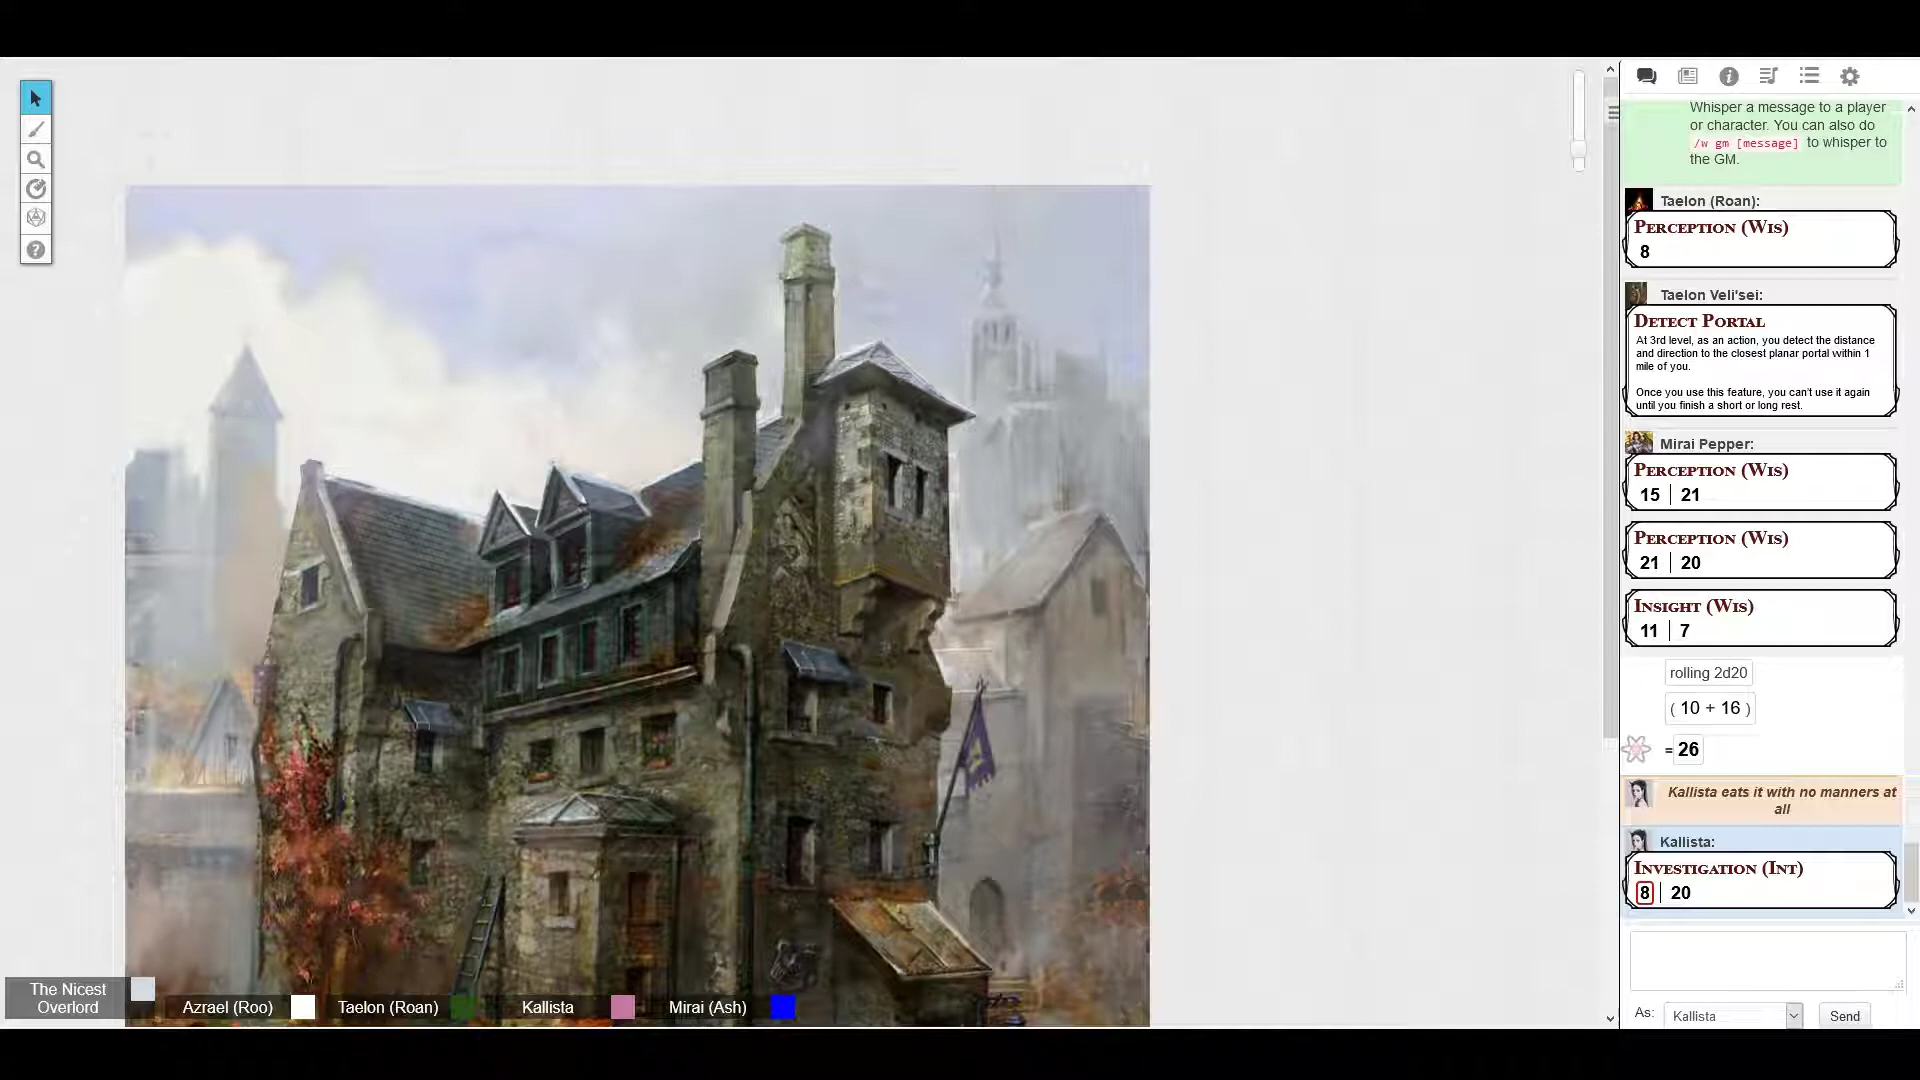 Whisper a message to a player
or character. You can also do
/w gm [message] to whisper to
the GM.
Taelon (Roan):
Perception (Wis)
8
Taelon Veli'sei:
Detect Portal
At 3rd level, as an action, you detect the distance
and direction to the closest planar portal within 1
mile of you.
Once you use this feature, you can't use it again
until you finish a short or long rest.
Mirai Pepper:
Perception (Wis)
15 | 21
Perception (Wis)
21 | 20
Insight (Wis)
11 | 7
rolling 2d20
( 10 + 16 )
= 26
Kallista eats it with no manners at
all
Kallista:
Investigation (Int)
8 | 20
As: Kallista Send
The Nicest
Overlord
Azrael (Roo)
Taelon (Roan)
Kallista
Mirai (Ash)